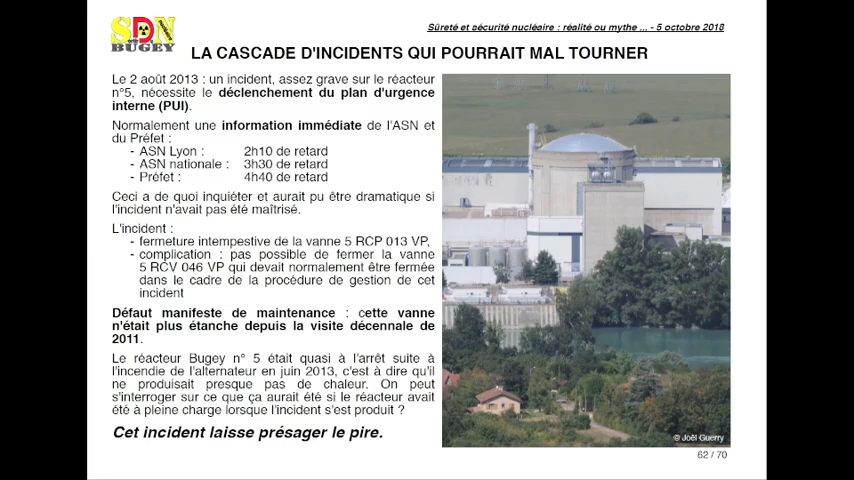 SDN
BUGEY
Sûreté et sécurité nucléaire : réalité ou mythe ... - 5 octobre 2018
LA CASCADE D'INCIDENTS QUI POURRAIT MAL TOURNER
Le 2 août 2013 : un incident, assez grave sur le réacteur
n°5, nécessite le déclenchement du plan d'urgence
interne (PUI).
Normalement une information immédiate de l'ASN et
du Préfet :
- ASN Lyon : 2h10 de retard
- ASN nationale : 3h30 de retard
- Préfet : 4h40 de retard
Ceci a de quoi inquiéter et aurait pu être dramatique si
l'incident n'avait pas été maîtrisé.
L'incident :
- fermeture intempestive de la vanne 5 RCP 013 VP,
- complication : pas possible de fermer la vanne
5 RCV 046 VP qui devait normalement être fermée
dans le cadre de la procédure de gestion de cet
incident
Défaut manifeste de maintenance : cette vanne
n'était plus étanche depuis la visite décennale de
2011.
Le réacteur Bugey n° 5 était quasi à l'arrêt suite à
l'incendie de l'alternateur en juin 2013, c'est à dire qu'il
ne produisait presque pas de chaleur. On peut
s'interroger sur ce que ça aurait été si le réacteur avait
été à pleine charge lorsque l'incident s'est produit ?
Cet incident laisse présager le pire.
© Joël Guerry
62 / 70